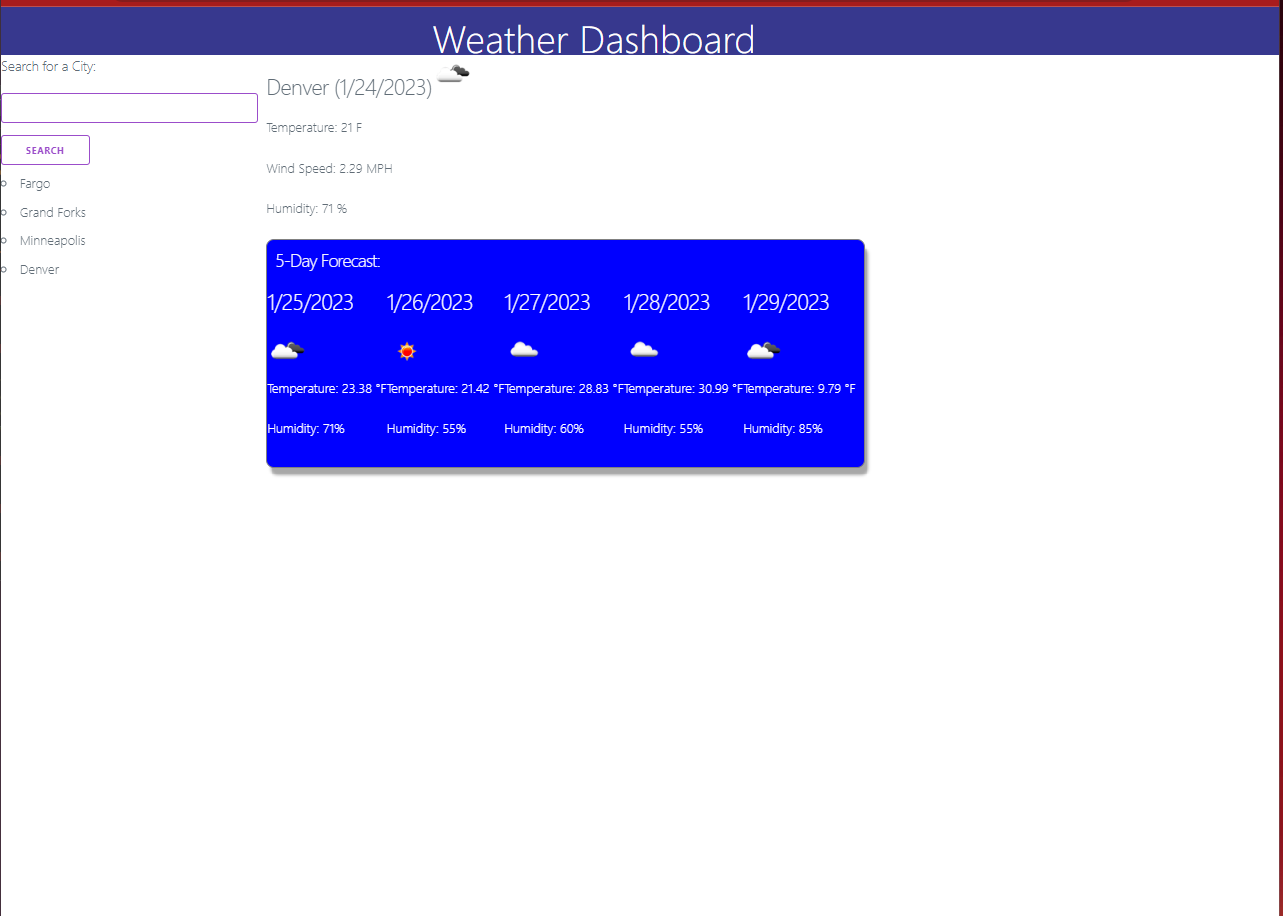 Weather Dashboard
Search for a City:
SEARCH
Fargo
Grand Forks
Minneapolis
Denver
Denver (1/24/2023)
Temperature: 21 F
Wind Speed: 2.29 MPH
Humidity: 71 %
5-Day Forecast:
1/25/2023 1/26/2023 1/27/2023 1/28/2023 1/29/2023
Temperature: 23.38 °FTemperature: 21.42 °FTemperature: 28.83 °FTemperature: 30.99 °FTemperature: 9.79 °F
Humidity: 71% Humidity: 55% Humidity: 60% Humidity: 55% Humidity: 85%